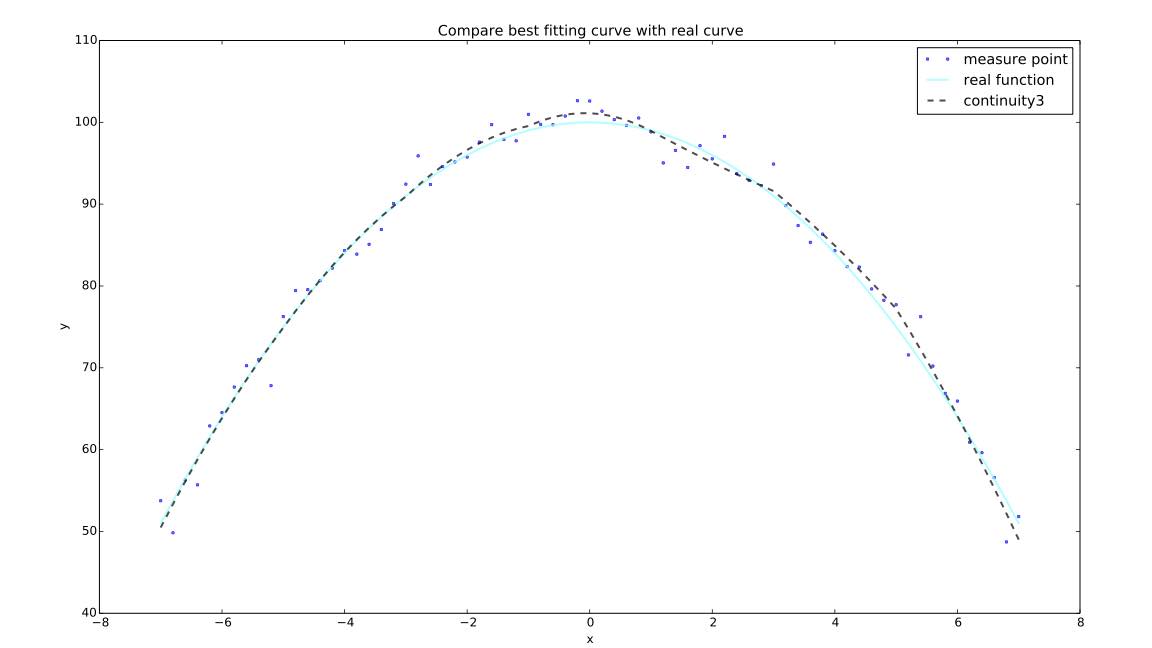 Compare best fitting curve with real curve
measure point
real function
continuity3
110
100
90
80
70
60
50
40
y
−8 −6 −4 −2 0 2 4 6 8
x